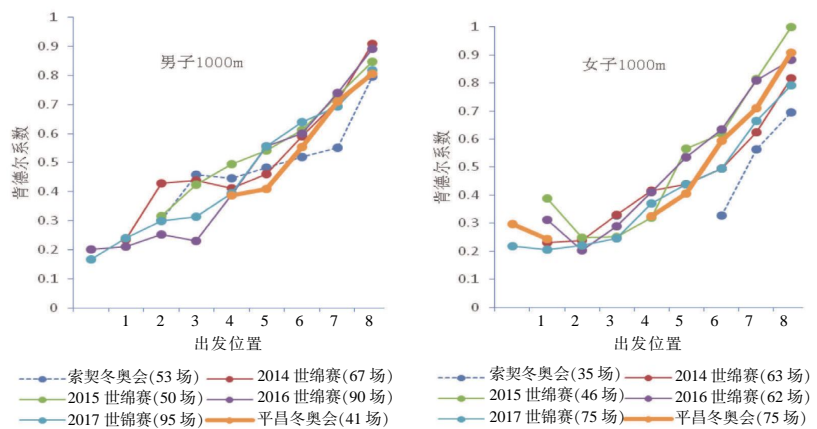 男子1000m
肯德尔系数
1
0.9
0.8
0.7
0.6
0.5
0.4
0.3
0.2
0.1
0
1 2 3 4 5 6 7 8
出发位置
索契冬奥会(53 场) 2014 世绵赛(67 场)
2015 世绵赛(50 场) 2016 世绵赛(90 场)
2017 世锦赛(95 场) 平昌冬奥会(41 场)
女子1000m
肯德尔系数
1
0.9
0.8
0.7
0.6
0.5
0.4
0.3
0.2
0.1
0
1 2 3 4 5 6 7 8
出发位置
索契冬奥会(35 场) 2014 世绵赛(63 场)
2015 世绵赛(46 场) 2016 世绵赛(62 场)
2017 世锦赛(75 场) 平昌冬奥会(75 场)